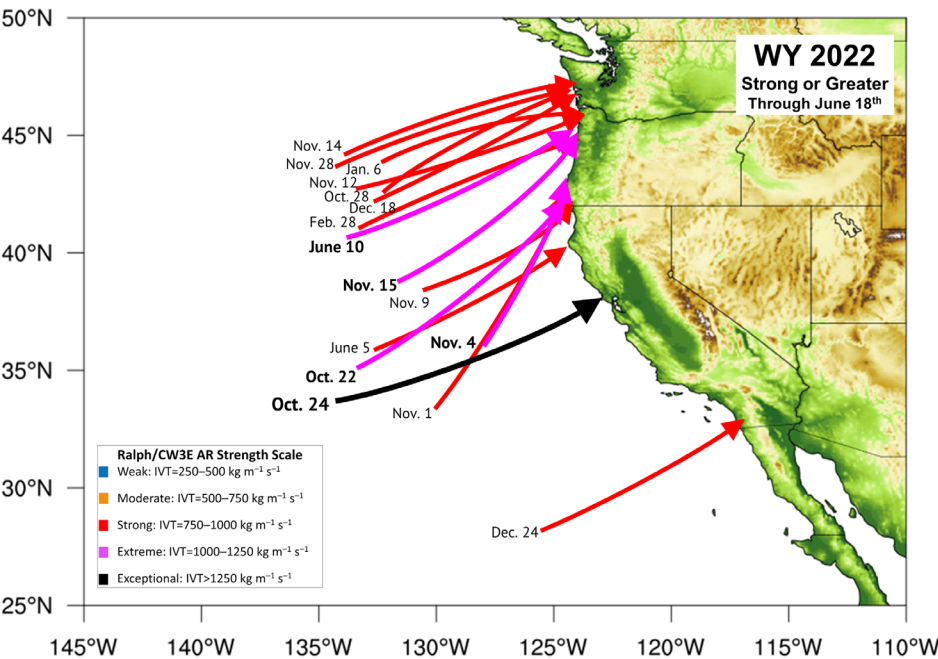 50°N
WY 2022
Strong or Greater
Through June 18th
45°N
Nov. 14
Nov. 28
Jan. 6
Nov. 12
Oct. 28
Dec. 18
Feb. 28
June 10
40°N
Nov. 15
Nov. 9
June 5
Nov. 4
35°N
Oct. 22
Oct. 24
Nov. 1
Ralph/CW3E AR Strength Scale
Weak: IVT=250–500 kg m⁻¹ s⁻¹
Moderate: IVT=500–750 kg m⁻¹ s⁻¹
Strong: IVT=750–1000 kg m⁻¹ s⁻¹
Extreme: IVT=1000–1250 kg m⁻¹ s⁻¹
Exceptional: IVT>1250 kg m⁻¹ s⁻¹
30°N
Dec. 24
25°N
145°W 140°W 135°W 130°W 125°W 120°W 115°W 110°W